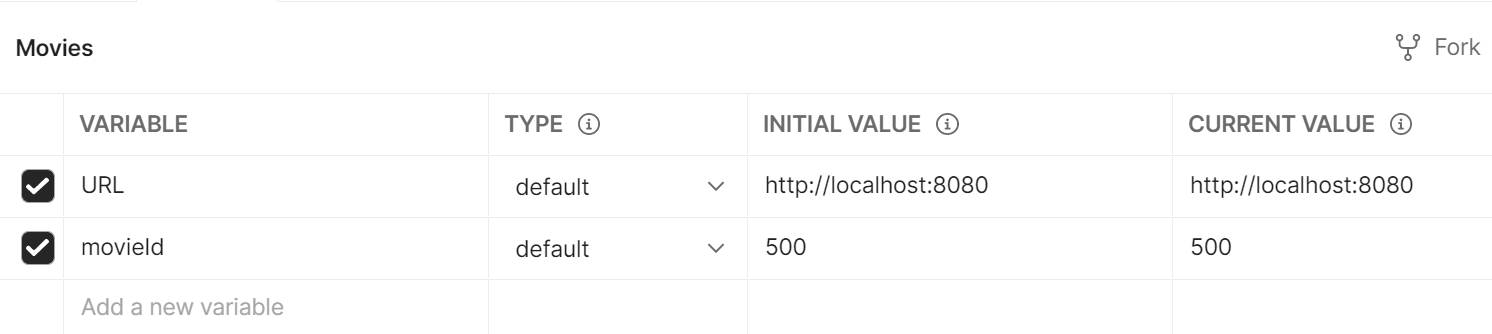 Movies Fork
VARIABLE TYPE INITIAL VALUE CURRENT VALUE
URL default http://localhost:8080 http://localhost:8080
movieId default 500 500
Add a new variable